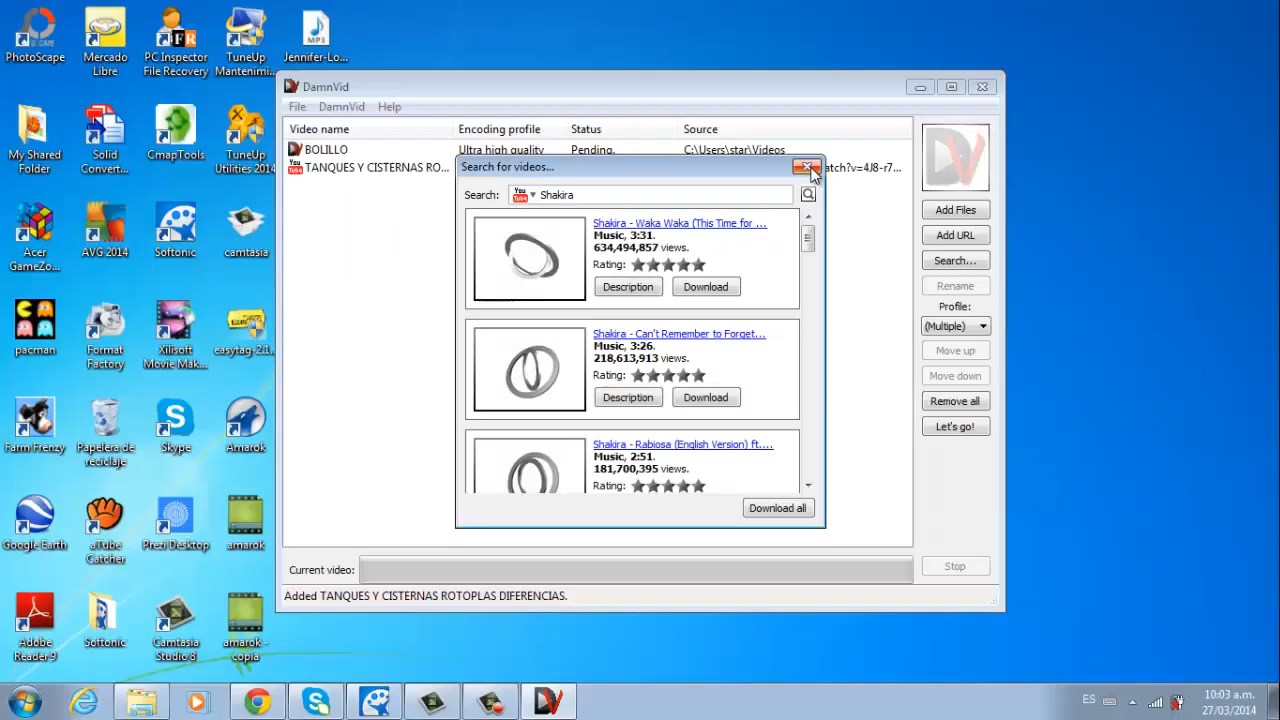 PhotoScape
Mercado Libre
PC Inspector File Recovery
TuneUp Mantenimi...
MP3
Jennifer-Lo...
My Shared Folder
Solid Convert...
CmapTools
TuneUp Utilities 2014
Acer GameZo...
AVG 2014
Softonic
camtasia
pacman
Format Factory
Xilisoft Movie Mak...
easytag-2.1...
Farm Frenzy
Papelera de reciclaje
Skype
Amarok
Google Earth
aTube Catcher
Prezi Desktop
amarok
Adobe Reader 9
Softonic
Camtasia Studio 8
amarok - copia
DamnVid
File DamnVid Help
Video name Encoding profile Status Source
BOLILLO Ultra high quality Pending. C:\Users\star\Videos
You Tube TANQUES Y CISTERNAS RO... atch?v=4J8-r7...
Search for videos...
Search: You Tube Shakira
Shakira - Waka Waka (This Time for ...
Music, 3:31.
634,494,857 views.
Rating:
Description Download
Shakira - Can't Remember to Forget...
Music, 3:26.
218,613,913 views.
Rating:
Description Download
Shakira - Rabiosa (English Version) ft....
Music, 2:51.
181,700,395 views.
Rating:
Download all
Add Files
Add URL
Search...
Rename
Profile:
(Multiple)
Move up
Move down
Remove all
Let's go!
Stop
Current video:
Added TANQUES Y CISTERNAS ROTOPLAS DIFERENCIAS.
ES
10:03 a.m.
27/03/2014